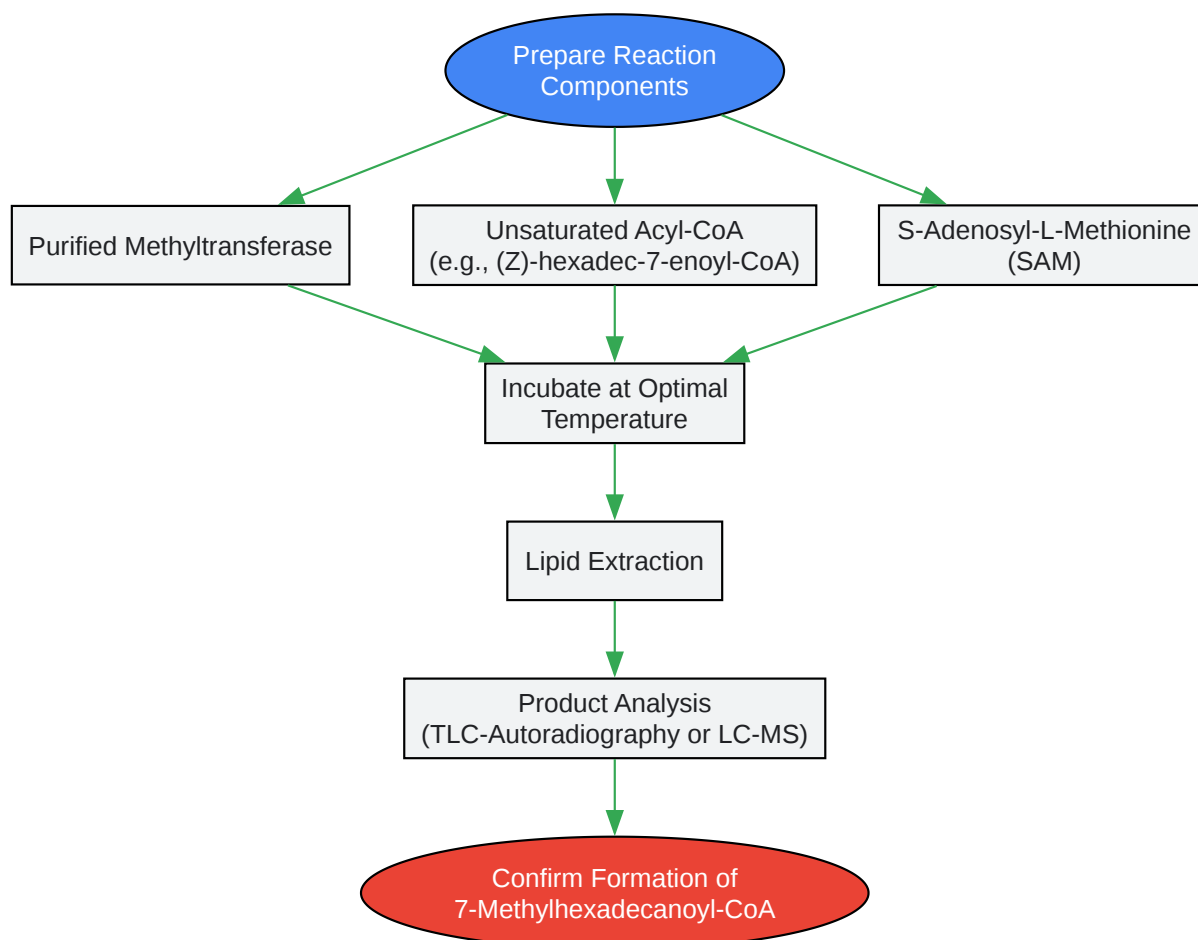 Prepare Reaction
Components
Purified Methyltransferase
Unsaturated Acyl-CoA
(e.g., (Z)-hexadec-7-enoyl-CoA)
S-Adenosyl-L-Methionine
(SAM)
Incubate at Optimal
Temperature
Lipid Extraction
Product Analysis
(TLC-Autoradiography or LC-MS)
Confirm Formation of
7-Methylhexadecanoyl-CoA